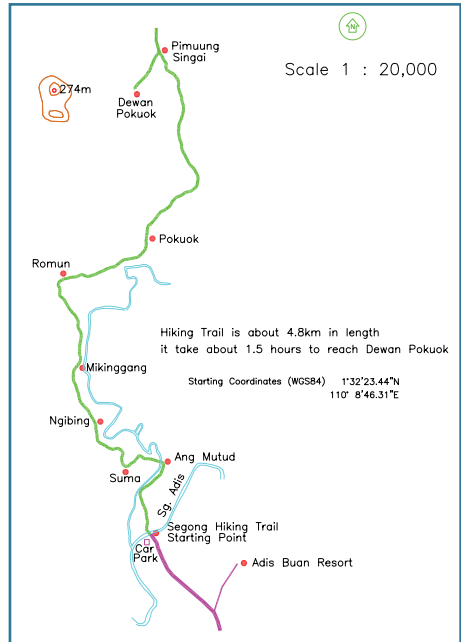 N
Pimuung
Singai
Scale 1 : 20,000
274m
Dewan
Pokuok
Pokuok
Romun
Hiking Trail is about 4.8km in length
it take about 1.5 hours to reach Dewan Pokuok
Mikinggang
Starting Coordinates (WGS84) 1°32'23.44"N
110° 8'46.31"E
Ngibing
Ang Mutud
Suma
Sg. Adis
Segong Hiking Trail
Starting Point
Car
Park
Adis Buan Resort